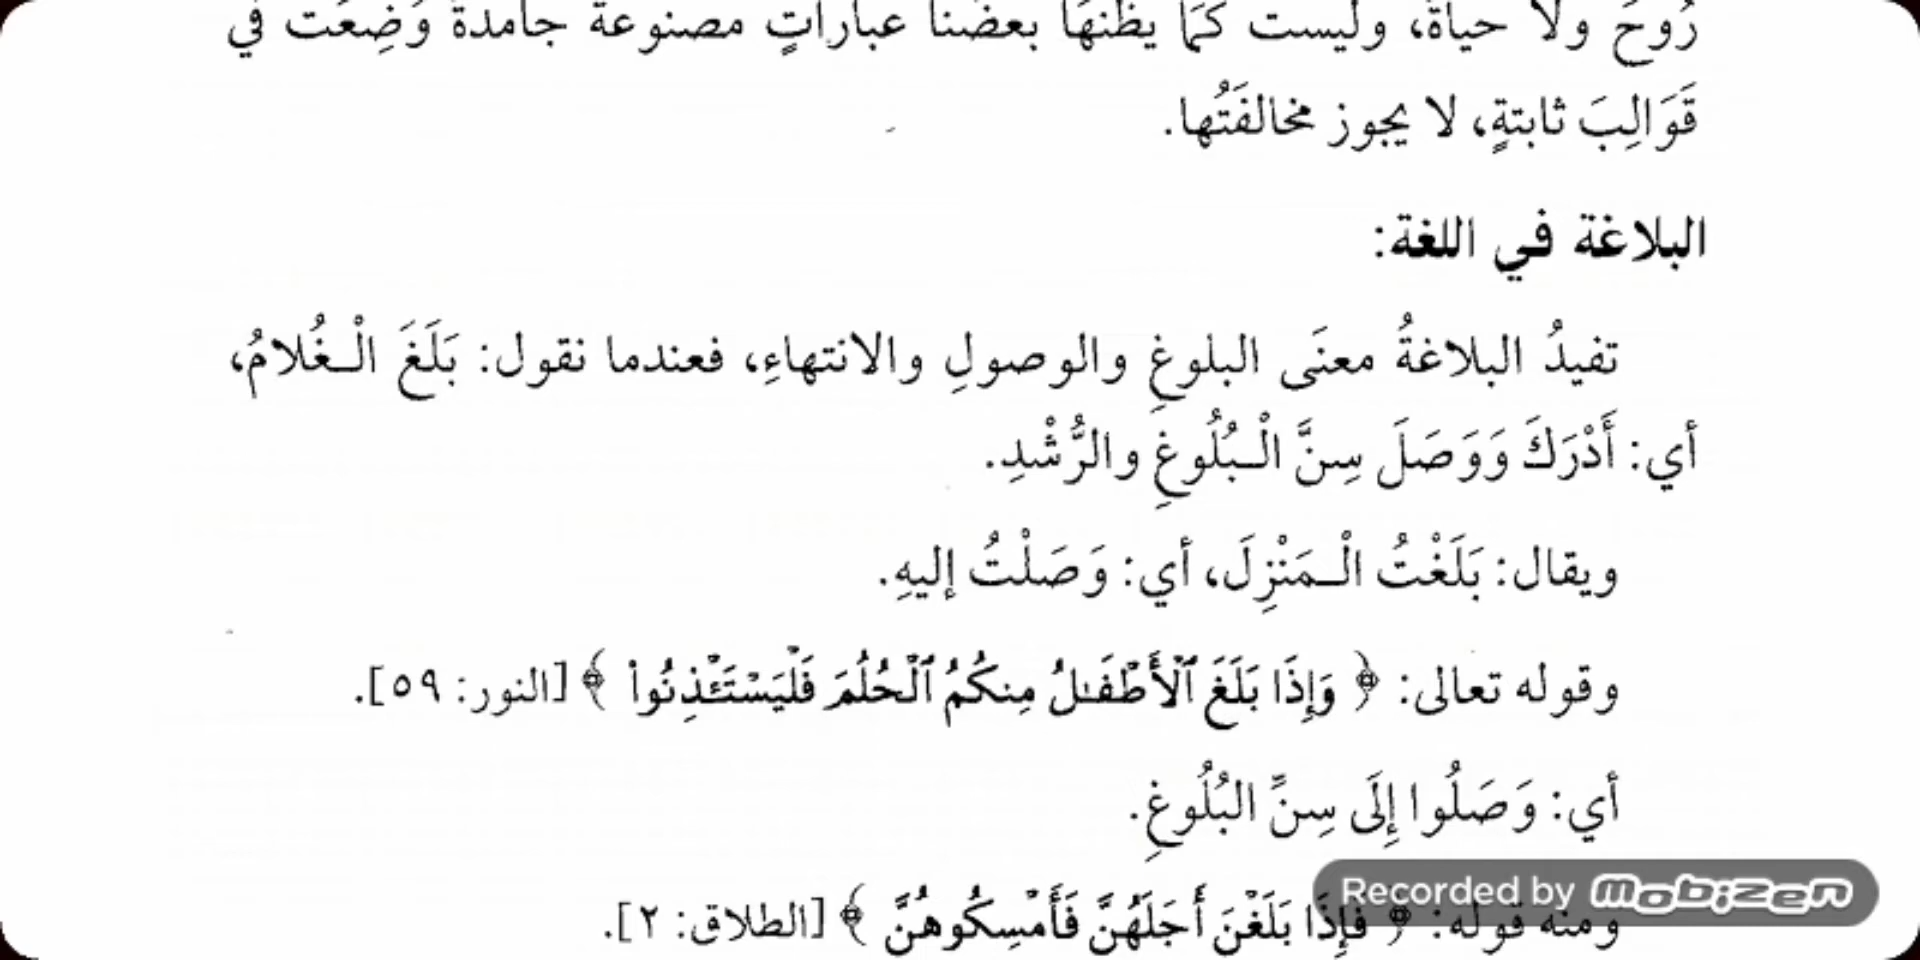 رُوحَ ولا حياةَ، وليست كَمَا يظنها بعضنا عباراتٍ مصنوعة جامدة وُضِعَت في
قَوَالِبَ ثابتةٍ، لا يجوز مخالفَتُها.
البلاغة في اللغة:
تفيدُ البلاغةُ معنَى البلوغِ والوصولِ والانتهاءِ، فعندما نقول: بَلَغَ الْـغُلامُ،
أي: أَدْرَكَ وَوَصَلَ سِنَّ الْـبُلُوغِ والرُّشْدِ.
ويقال: بَلَغْتُ الْـمَنْزِلَ، أي: وَصَلْتُ إليهِ.
وقوله تعالى: ﴿ وَإِذَا بَلَغَ ٱلْأَطْفَـٰلُ مِنكُمُ ٱلْحُلُمَ فَلْيَسْتَـْٔذِنُوا۟ ﴾ [النور: ٥٩].
أي: وَصَلُوا إِلَى سِنِّ البُلُوغِ.
ومنه قوله: ﴿ فَإِذَا بَلَغْنَ أَجَلَهُنَّ فَأَمْسِكُوهُنَّ ﴾ [الطلاق: ٢].
Recorded by mobizen